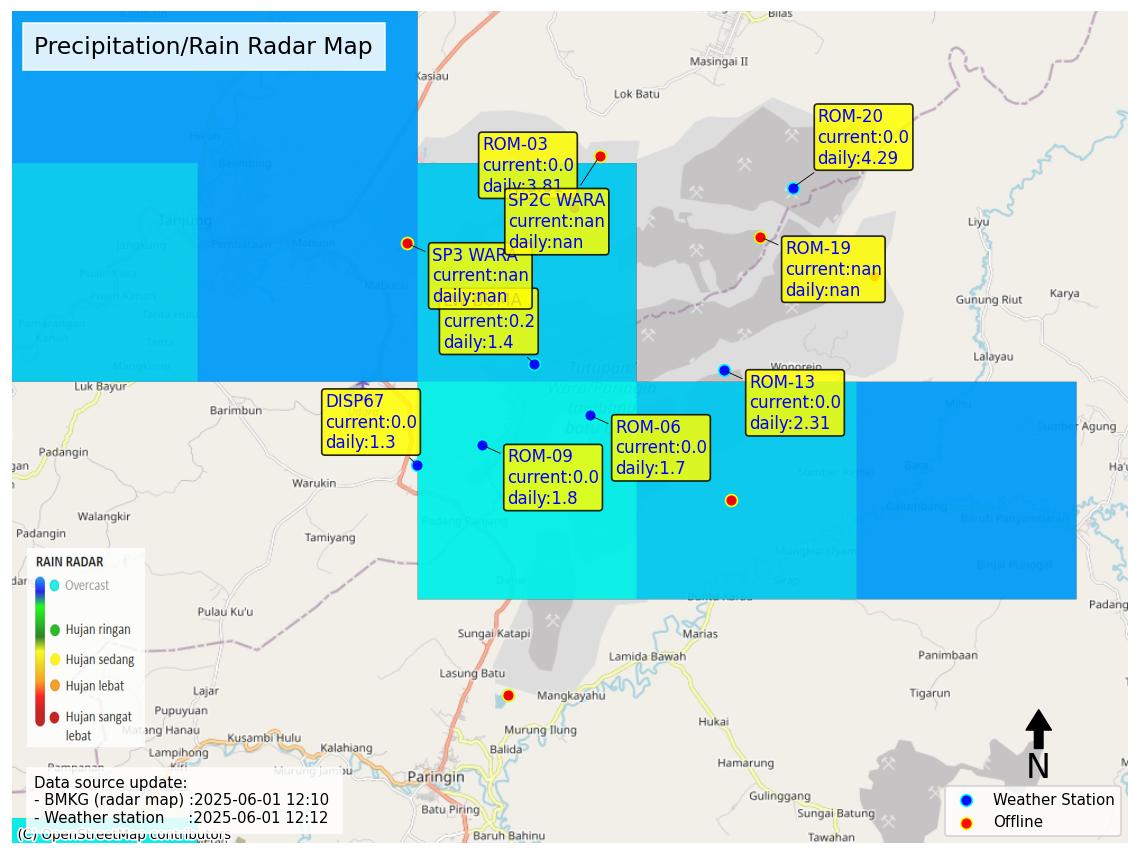 Precipitation/Rain Radar Map
Bilas
Masingai II
Kasiau
Lok Batu
ROM-20
current:0.0
daily:4.29
ROM-03
current:0.0
daily:3.81
SP2C WARA
current:nan
daily:nan
Tanjung
Liyu
SP3 WARA
current:nan
daily:nan
ROM-19
current:nan
daily:nan
current:0.2
daily:1.4
Gunung Riut
Karya
Lalayau
Wonorejo
Luk Bayur
Barimbun
DISP67
current:0.0
daily:1.3
ROM-13
current:0.0
daily:2.31
ROM-06
current:0.0
daily:1.7
ROM-09
current:0.0
daily:1.8
Sumber Agung
Padangin
Warukin
Walangkir
Padangin
Tamiyang
Padang Panjang
RAIN RADAR
Overcast
Hujan ringan
Hujan sedang
Hujan lebat
Hujan sangat
lebat
Pulau Ku'u
Sungai Katapi
Marias
Lamida Bawah
Panimbaan
Lasung Batu
Mangkayahu
Tigarun
Lajar
Pupuyuan
Matang Hanau
Kusambi Hulu
Lampihong
Kalahiang
Murung Jambu
Murung Ilung
Balida
Hukai
Hamarung
Paringin
Batu Piring
Baruh Bahinu
Gulinggang
Sungai Batung
Tawahan
N
Data source update:
- BMKG (radar map) :2025-06-01 12:10
- Weather station :2025-06-01 12:12
(C) OpenStreetMap contributors
Weather Station
Offline